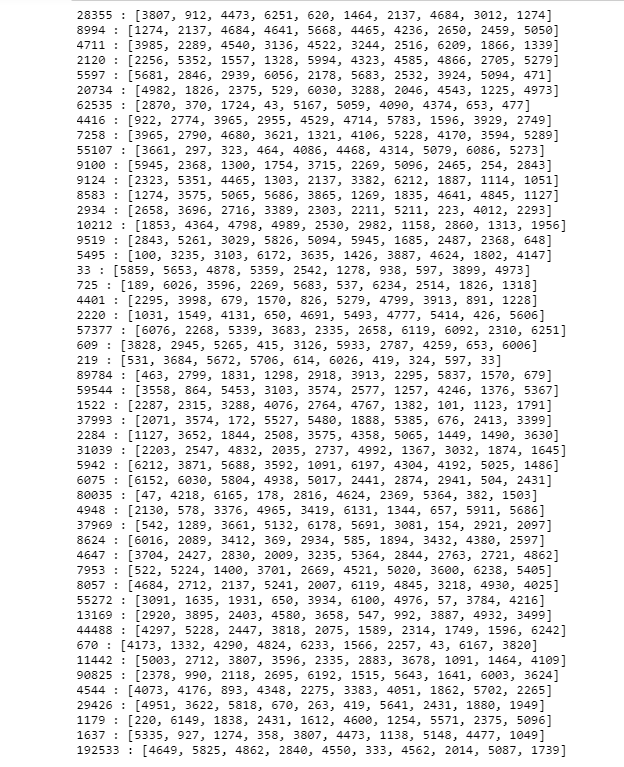 28355 : [3807, 912, 4473, 6251, 620, 1464, 2137, 4684, 3012, 1274]
8994 : [1274, 2137, 4684, 4641, 5668, 4465, 4236, 2650, 2459, 5050]
4711 : [3985, 2289, 4540, 3136, 4522, 3244, 2516, 6209, 1866, 1339]
2120 : [2256, 5352, 1557, 1328, 5994, 4323, 4585, 4866, 2705, 5279]
5597 : [5681, 2846, 2939, 6056, 2178, 5683, 2532, 3924, 5094, 471]
20734 : [4982, 1826, 2375, 529, 6030, 3288, 2046, 4543, 1225, 4973]
62535 : [2870, 370, 1724, 43, 5167, 5059, 4090, 4374, 653, 477]
4416 : [922, 2774, 3965, 2955, 4529, 4714, 5783, 1596, 3929, 2749]
7258 : [3965, 2790, 4680, 3621, 1321, 4106, 5228, 4170, 3594, 5289]
55107 : [3661, 297, 323, 464, 4086, 4468, 4314, 5079, 6086, 5273]
9100 : [5945, 2368, 1300, 1754, 3715, 2269, 5096, 2465, 254, 2843]
9124 : [2323, 5351, 4465, 1303, 2137, 3382, 6212, 1887, 1114, 1051]
8583 : [1274, 3575, 5065, 5686, 3865, 1269, 1835, 4641, 4845, 1127]
2934 : [2658, 3696, 2716, 3389, 2303, 2211, 5211, 223, 4012, 2293]
10212 : [1853, 4364, 4798, 4989, 2530, 2982, 1158, 2860, 1313, 1956]
9519 : [2843, 5261, 3029, 5826, 5094, 5945, 1685, 2487, 2368, 648]
5495 : [100, 3235, 3103, 6172, 3635, 1426, 3887, 4624, 1802, 4147]
33 : [5859, 5653, 4878, 5359, 2542, 1278, 938, 597, 3899, 4973]
725 : [189, 6026, 3596, 2269, 5683, 537, 6234, 2514, 1826, 1318]
4401 : [2295, 3998, 679, 1570, 826, 5279, 4799, 3913, 891, 1228]
2220 : [1031, 1549, 4131, 650, 4691, 5493, 4777, 5414, 426, 5606]
57377 : [6076, 2268, 5339, 3683, 2335, 2658, 6119, 6092, 2310, 6251]
609 : [3828, 2945, 5265, 415, 3126, 5933, 2787, 4259, 653, 6006]
219 : [531, 3684, 5672, 5706, 614, 6026, 419, 324, 597, 33]
89784 : [463, 2799, 1831, 1298, 2918, 3913, 2295, 5837, 1570, 679]
59544 : [3558, 864, 5453, 3103, 3574, 2577, 1257, 4246, 1376, 5367]
1522 : [2287, 2315, 3288, 4076, 2764, 4767, 1382, 101, 1123, 1791]
37993 : [2071, 3574, 172, 5527, 5480, 1888, 5385, 676, 2413, 3399]
2284 : [1127, 3652, 1844, 2508, 3575, 4358, 5065, 1449, 1490, 3630]
31039 : [2203, 2547, 4832, 2035, 2737, 4992, 1367, 3032, 1874, 1645]
5942 : [6212, 3871, 5688, 3592, 1091, 6197, 4304, 4192, 5025, 1486]
6075 : [6152, 6030, 5804, 4938, 5017, 2441, 2874, 2941, 504, 2431]
80035 : [47, 4218, 6165, 178, 2816, 4624, 2369, 5364, 382, 1503]
4948 : [2130, 578, 3376, 4965, 3419, 6131, 1344, 657, 5911, 5686]
37969 : [542, 1289, 3661, 5132, 6178, 5691, 3081, 154, 2921, 2097]
8624 : [6016, 2089, 3412, 369, 2934, 585, 1894, 3432, 4380, 2597]
4647 : [3704, 2427, 2830, 2009, 3235, 5364, 2844, 2763, 2721, 4862]
7953 : [522, 5224, 1400, 3701, 2669, 4521, 5020, 3600, 6238, 5405]
8057 : [4684, 2712, 2137, 5241, 2007, 6119, 4845, 3218, 4930, 4025]
55272 : [3091, 1635, 1931, 650, 3934, 6100, 4976, 57, 3784, 4216]
13169 : [2920, 3895, 2403, 4580, 3658, 547, 992, 3887, 4932, 3499]
44488 : [4297, 5228, 2447, 3818, 2075, 1589, 2314, 1749, 1596, 6242]
670 : [4173, 1332, 4290, 4824, 6233, 1566, 2257, 43, 6167, 3820]
11442 : [5003, 2712, 3807, 3596, 2335, 2883, 3678, 1091, 1464, 4109]
90825 : [2378, 990, 2118, 2695, 6192, 1515, 5643, 1641, 6003, 3624]
4544 : [4073, 4176, 893, 4348, 2275, 3383, 4051, 1862, 5702, 2265]
29426 : [4951, 3622, 5818, 670, 263, 419, 5641, 2431, 1880, 1949]
1179 : [220, 6149, 1838, 2431, 1612, 4600, 1254, 5571, 2375, 5096]
1637 : [5335, 927, 1274, 358, 3807, 4473, 1138, 5148, 4477, 1049]
192533 : [4649, 5825, 4862, 2840, 4550, 333, 4562, 2014, 5087, 1739]